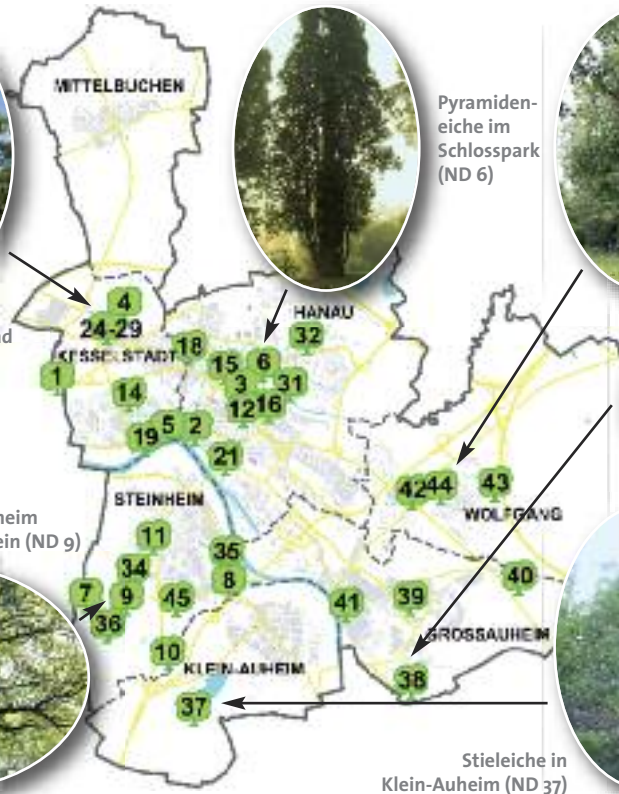 MITTELBUCHEN
Pyramiden-
eiche im
Schlosspark
(ND 6)
HANAU
4
24-29
KESSELSTADT
18
32
15
6
1
3
31
14
12
16
5
2
19
21
STEINHEIM
42
44
43
WOLFGANG
11
35
34
8
7
9
36
45
40
41
39
GROSSAUHEIM
10
KLEIN-AUHEIM
38
37
Stieleiche in
Klein-Auheim (ND 37)
(ND 9)